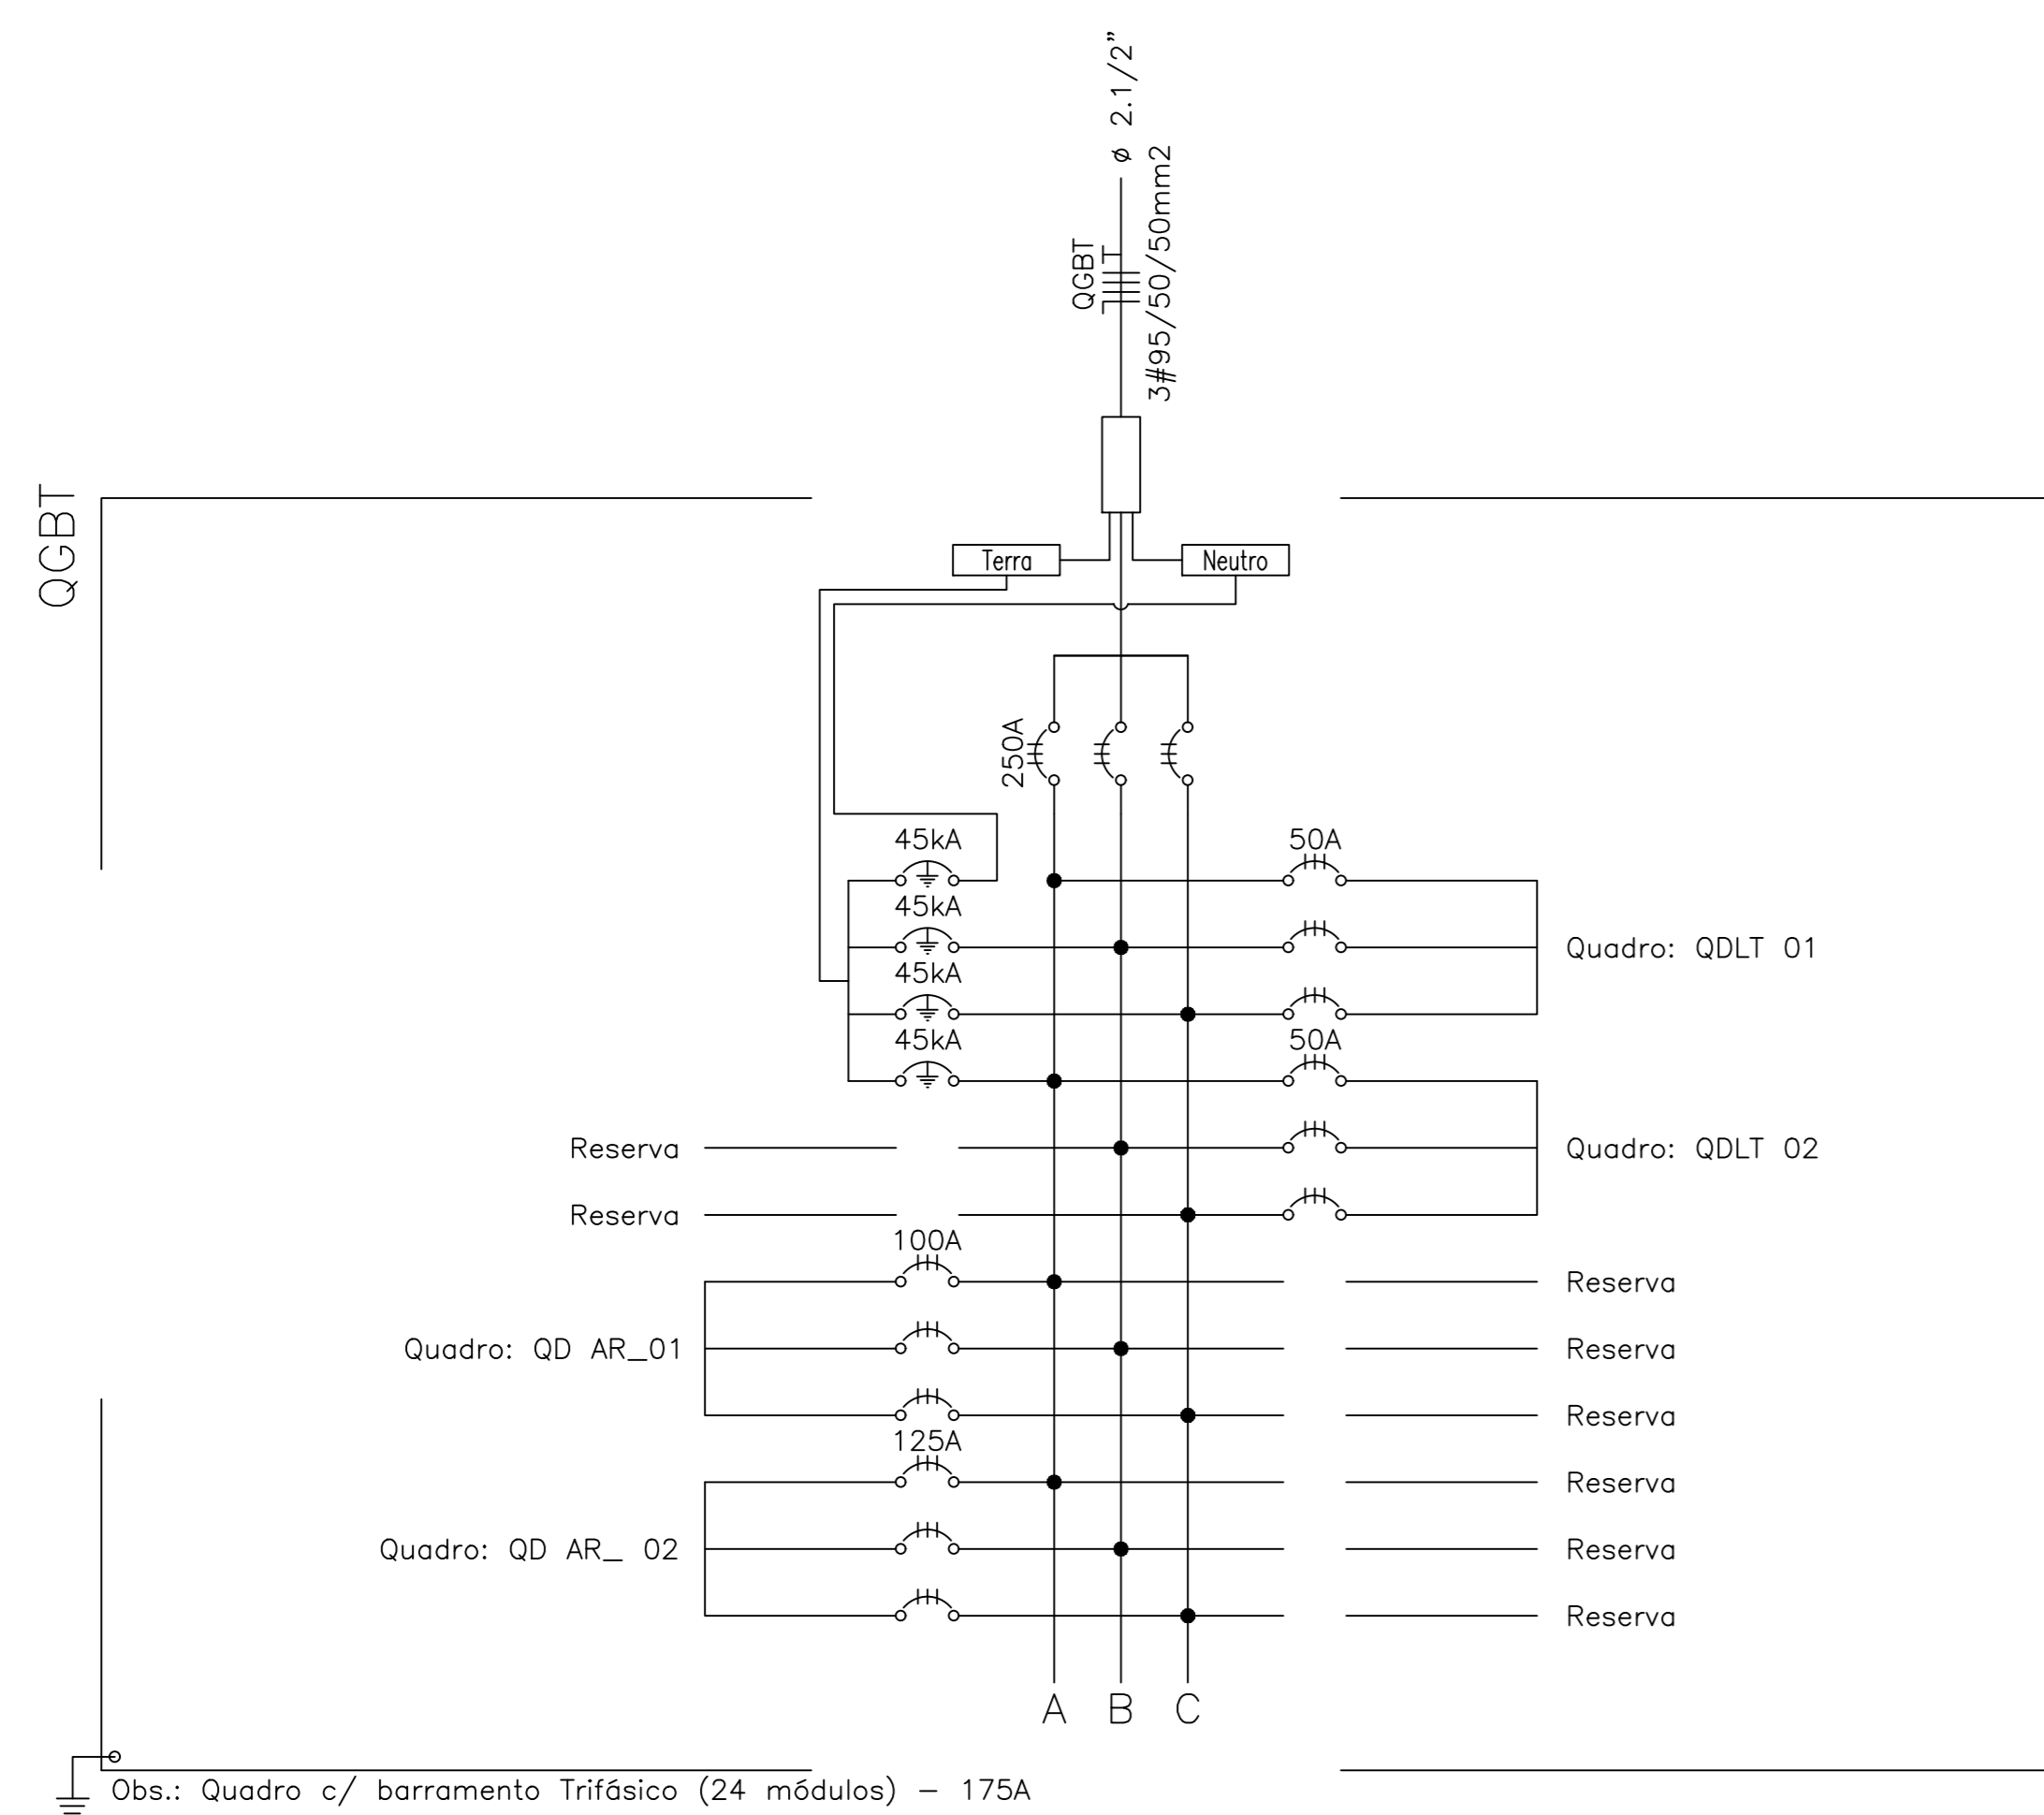 ø 2.1/2"
QGBT
3#95/50/50mm2
QGBT
Terra
Neutro
250A
45kA
50A
45kA
Quadro: QDLT 01
45kA
45kA
50A
Reserva
Quadro: QDLT 02
Reserva
100A
Reserva
Quadro: QD AR_01
Reserva
Reserva
125A
Reserva
Quadro: QD AR_ 02
Reserva
Reserva
A B C
Obs.: Quadro c/ barramento Trifásico (24 módulos) – 175A